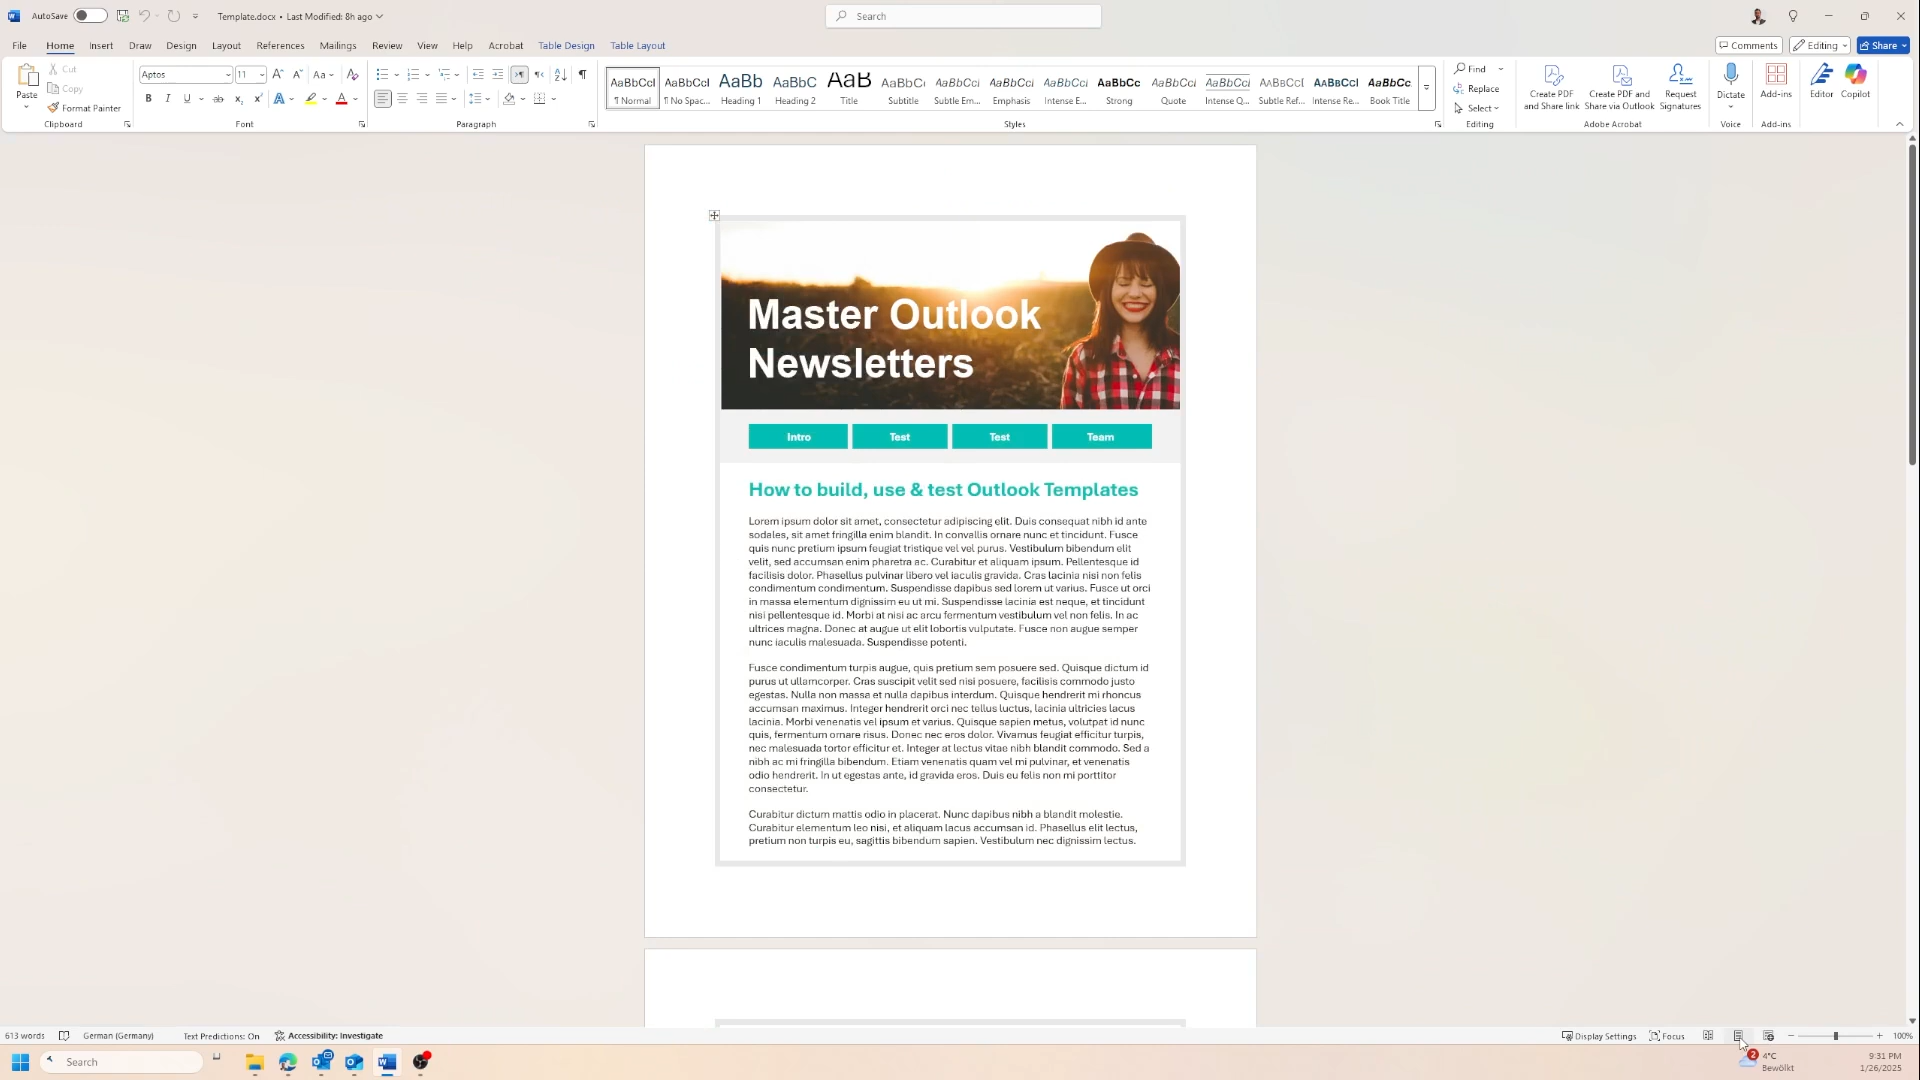 AutoSave
Template.docx • Last Modified: 8h ago
Search
File Home Insert Draw Design Layout References Mailings Review View Help Acrobat Table Design Table Layout
Comments Editing Share
Paste
Cut
Copy
Format Painter
Clipboard
Aptos 11
Font
Paragraph
AaBbCcI AaBbCcI AaBb AaBbC AaB AaBbCcI AaBbCcI AaBbCcI AaBbCcI AaBbCc AaBbCcI AaBbCcI AABBCCI AABBCCI AaBbCc
¶ Normal ¶ No Spac... Heading 1 Heading 2 Title Subtitle Subtle Em... Emphasis Intense E... Strong Quote Intense Q... Subtle Ref... Intense Re... Book Title
Styles
Find
Replace
Select
Editing
Create PDF and Share link
Create PDF and Share via Outlook
Request Signatures
Adobe Acrobat
Dictate
Voice
Add-ins
Add-ins
Editor
Copilot
Master Outlook
Newsletters
Intro Test Test Team
How to build, use & test Outlook Templates
Lorem ipsum dolor sit amet, consectetur adipiscing elit. Duis consequat nibh id ante
sodales, sit amet fringilla enim blandit. In convallis ornare nunc et tincidunt. Fusce
quis nunc pretium ipsum feugiat tristique vel vel purus. Vestibulum bibendum elit
velit, sed accumsan enim pharetra ac. Curabitur et aliquam ipsum. Pellentesque id
facilisis dolor. Phasellus pulvinar libero vel iaculis gravida. Cras lacinia nisi non felis
condimentum condimentum. Suspendisse dapibus sed lorem ut varius. Fusce ut orci
in massa elementum dignissim eu ut mi. Suspendisse lacinia est neque, et tincidunt
nisi pellentesque id. Morbi at nisi ac arcu fermentum vestibulum vel non felis. In ac
ultrices magna. Donec at augue ut elit lobortis vulputate. Fusce non augue semper
nunc iaculis malesuada. Suspendisse potenti.
Fusce condimentum turpis augue, quis pretium sem posuere sed. Quisque dictum id
purus ut ullamcorper. Cras suscipit velit sed nisi posuere, facilisis commodo justo
egestas. Nulla non massa et nulla dapibus interdum. Quisque hendrerit mi rhoncus
accumsan maximus. Integer hendrerit orci nec tellus luctus, lacinia ultricies lacus
lacinia. Morbi venenatis vel ipsum et varius. Quisque sapien metus, volutpat id nunc
quis, fermentum ornare risus. Donec nec eros dolor. Vivamus feugiat efficitur turpis,
nec malesuada tortor efficitur et. Integer at lectus vitae nibh blandit commodo. Sed a
nibh ac mi fringilla bibendum. Etiam venenatis quam vel mi pulvinar, et venenatis
odio hendrerit. In ut egestas ante, id gravida eros. Duis eu felis non mi porttitor
consectetur.
Curabitur dictum mattis odio in placerat. Nunc dapibus nibh a blandit molestie.
Curabitur elementum leo nisi, et aliquam lacus accumsan id. Phasellus elit lectus,
pretium non turpis eu, sagittis bibendum sapien. Vestibulum nec dignissim lectus.
613 words German (Germany) Text Predictions: On Accessibility: Investigate
Display Settings Focus 100%
Search
2
4°C
Bewölkt
9:31 PM
1/26/2025